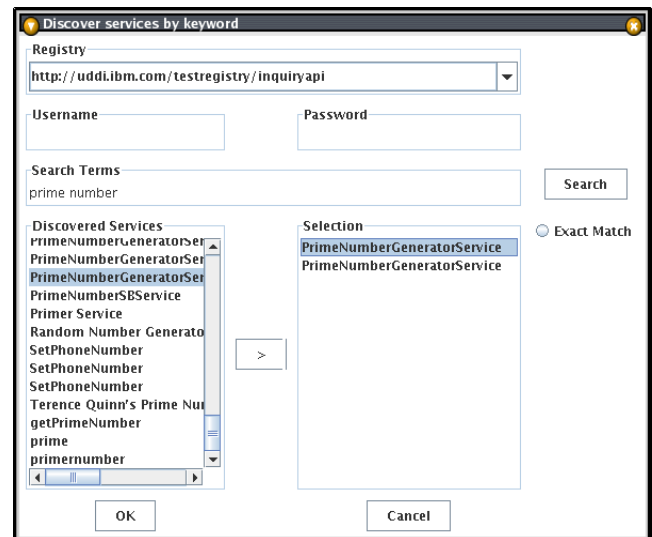 Discover services by keyword
Registry
http://uddi.ibm.com/testregistry/inquiryapi
Username
Password
Search Terms
prime number
Search
Discovered Services
PrimeNumberGeneratorSer
PrimeNumberGeneratorSer
PrimeNumberGeneratorSer
PrimeNumberSBService
Primer Service
Random Number Generato
SetPhoneNumber
SetPhoneNumber
SetPhoneNumber
Terence Quinn's Prime Nur
getPrimeNumber
prime
primernumber
>
Selection
PrimeNumberGeneratorService
PrimeNumberGeneratorService
Exact Match
OK
Cancel